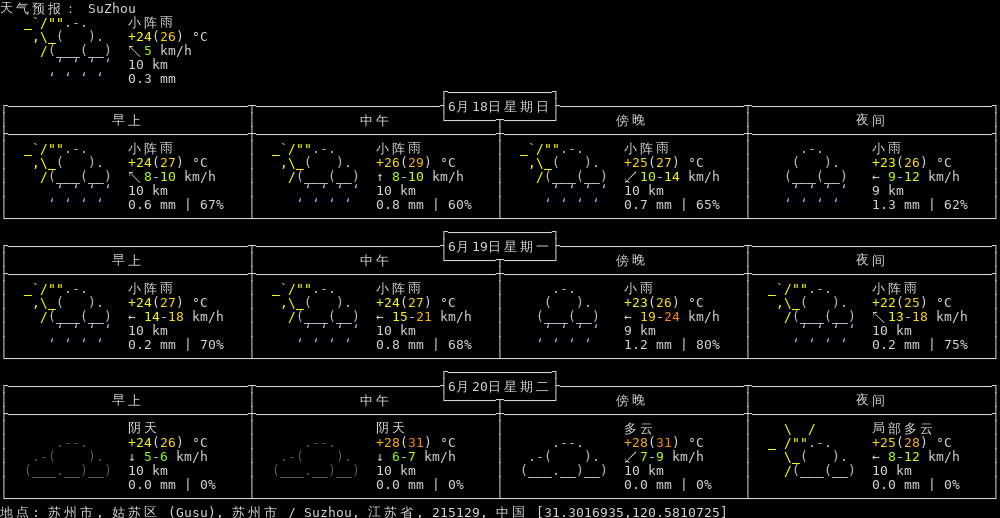 天气预报: SuZhou
小阵雨
+24(26) °C
↖ 5 km/h
10 km
0.3 mm
6月18日星期日
早上 中午 傍晚 夜间
小阵雨 小阵雨 小阵雨 小雨
+24(27) °C +26(29) °C +25(27) °C +23(26) °C
↖ 8-10 km/h ↑ 8-10 km/h ↙ 10-14 km/h ← 9-12 km/h
10 km 10 km 10 km 9 km
0.6 mm | 67% 0.8 mm | 60% 0.7 mm | 65% 1.3 mm | 62%
6月19日星期一
早上 中午 傍晚 夜间
小阵雨 小阵雨 小雨 小阵雨
+24(27) °C +24(27) °C +23(26) °C +22(25) °C
← 14-18 km/h ← 15-21 km/h ← 19-24 km/h ↖ 13-18 km/h
10 km 10 km 9 km 10 km
0.2 mm | 70% 0.8 mm | 68% 1.2 mm | 80% 0.2 mm | 75%
6月20日星期二
早上 中午 傍晚 夜间
阴天 阴天 多云 局部多云
+24(26) °C +28(31) °C +28(31) °C +25(28) °C
↓ 5-6 km/h ↓ 6-7 km/h ↙ 7-9 km/h ← 8-12 km/h
10 km 10 km 10 km 10 km
0.0 mm | 0% 0.0 mm | 0% 0.0 mm | 0% 0.0 mm | 0%
地点: 苏州市, 姑苏区 (Gusu), 苏州市 / Suzhou, 江苏省, 215129, 中国 [31.3016935,120.5810725]